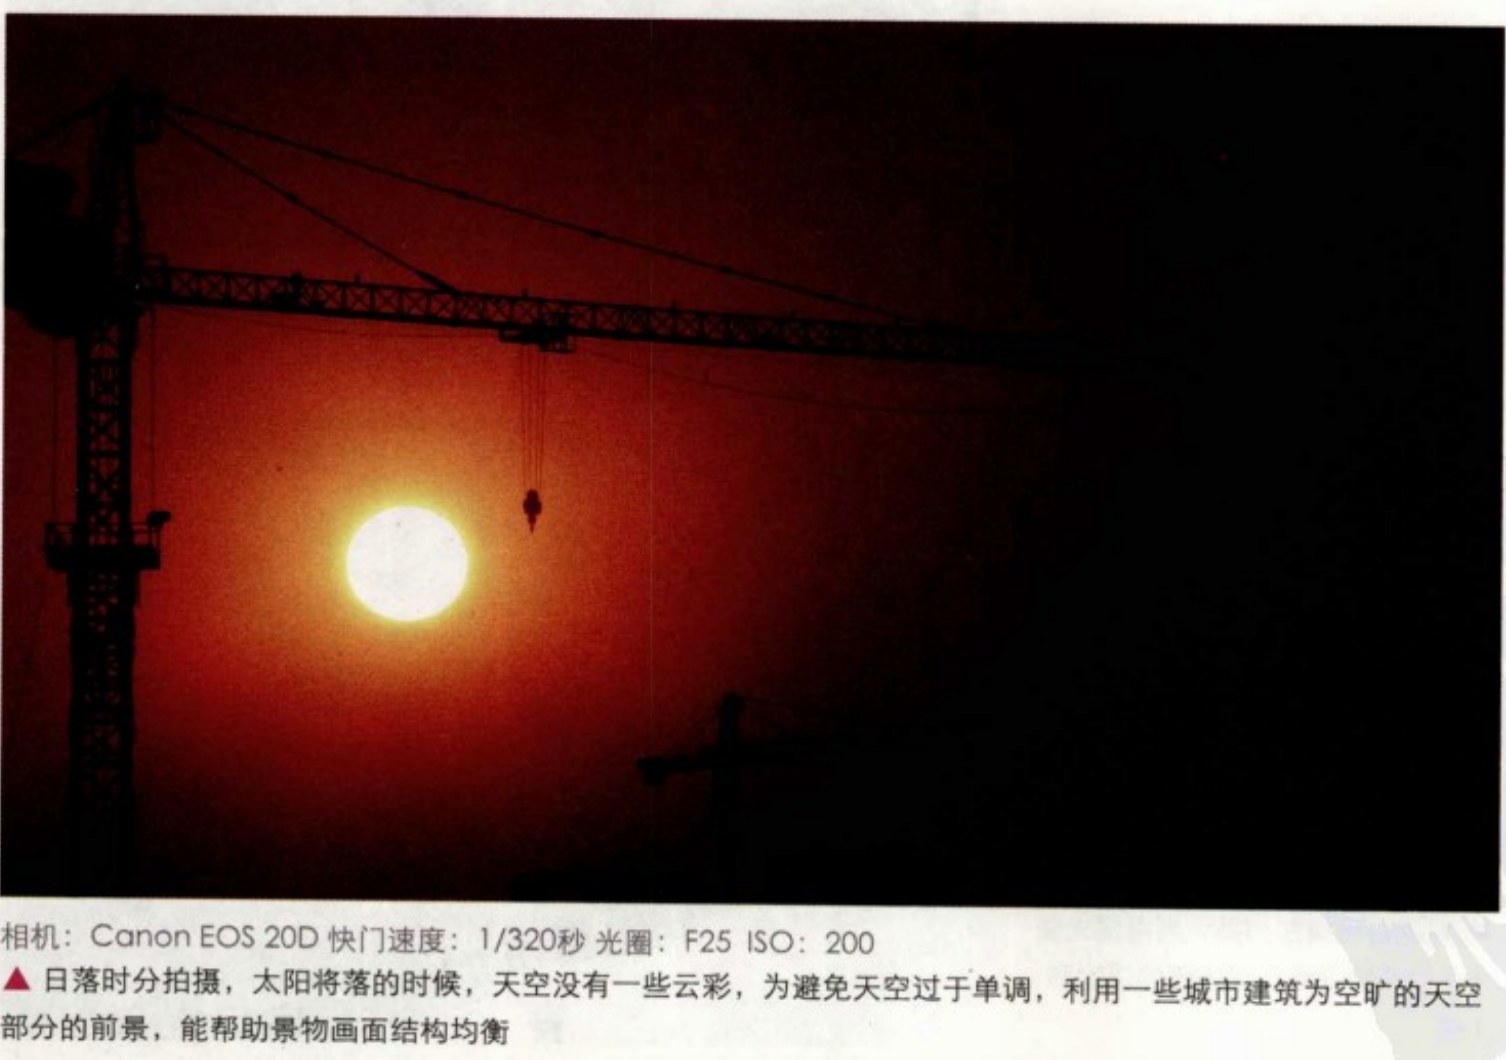 相机：Canon EOS 20D 快门速度：1/320秒 光圈：F25 ISO：200
▲ 日落时分拍摄，太阳将落的时候，天空没有一些云彩，为避免天空过于单调，利用一些城市建筑为空旷的天空
部分的前景，能帮助景物画面结构均衡